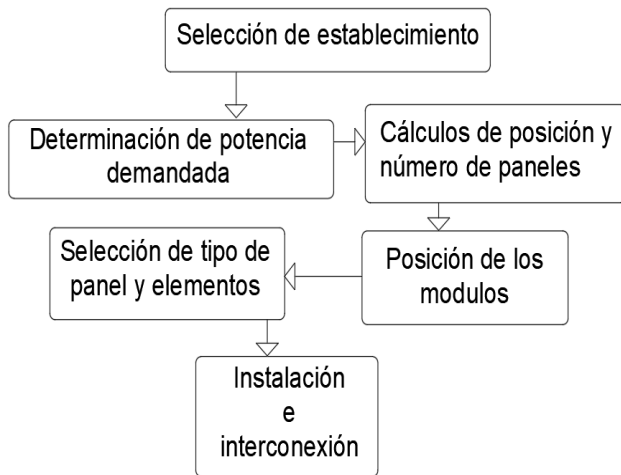 Selección de establecimiento
Determinación de potencia
demandada
Cálculos de posición y
número de paneles
Posición de los
modulos
Selección de tipo de
panel y elementos
Instalación
e
interconexión